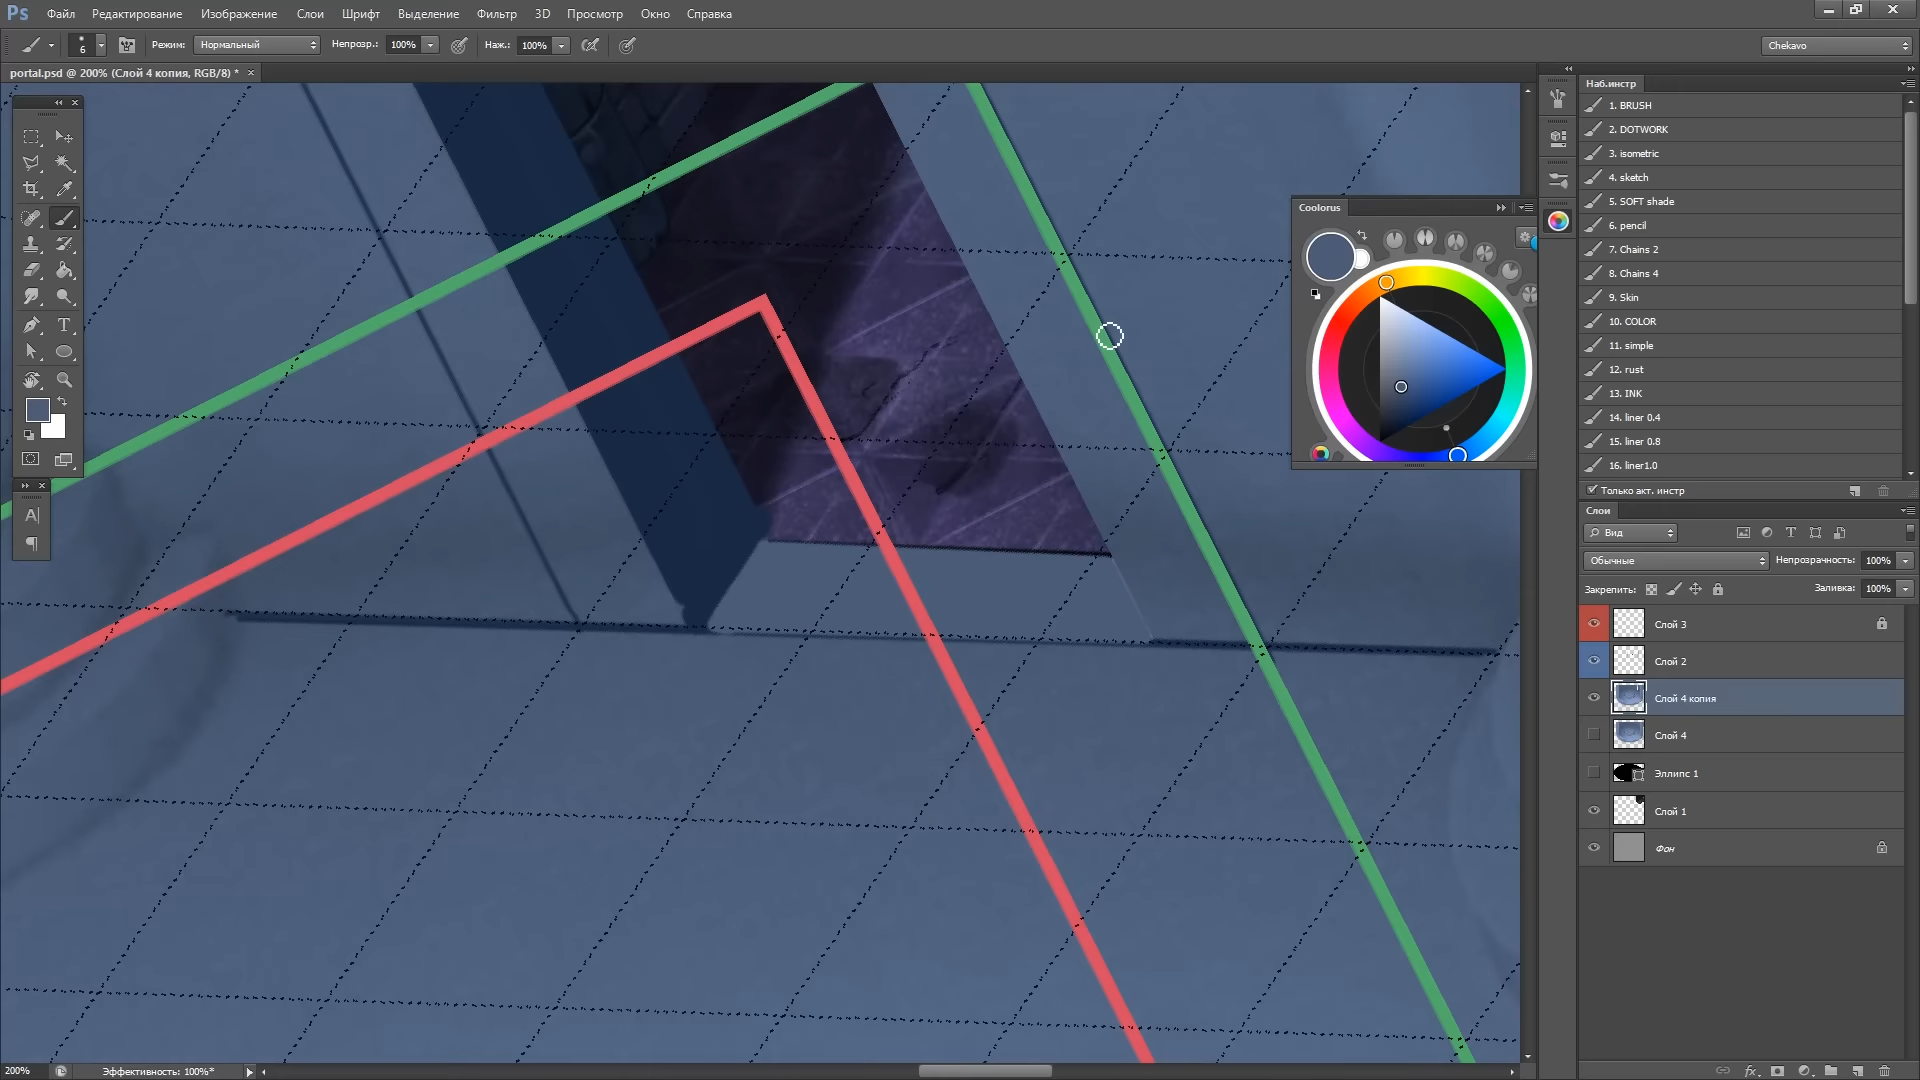 Ps Файл Редактирование Изображение Слои Шрифт Выделение Фильтр 3D Просмотр Окно Справка
6 Режим: Нормальный Непрозр.: 100% Наж.: 100% Chekavo
portal.psd @ 200% (Слой 4 копия, RGB/8) * ×
Наб.инстр
1. BRUSH
2. DOTWORK
3. isometric
4. sketch
5. SOFT shade
6. pencil
7. Chains 2
8. Chains 4
9. Skin
10. COLOR
11. simple
12. rust
13. INK
14. liner 0.4
15. liner 0.8
16. liner1.0
Только акт. инстр
Coolorus
Слои
Вид
Обычные Непрозрачность: 100%
Закрепить: Заливка: 100%
Слой 3
Слой 2
Слой 4 копия
Слой 4
Эллипс 1
Слой 1
Фон
200% Эффективность: 100%*